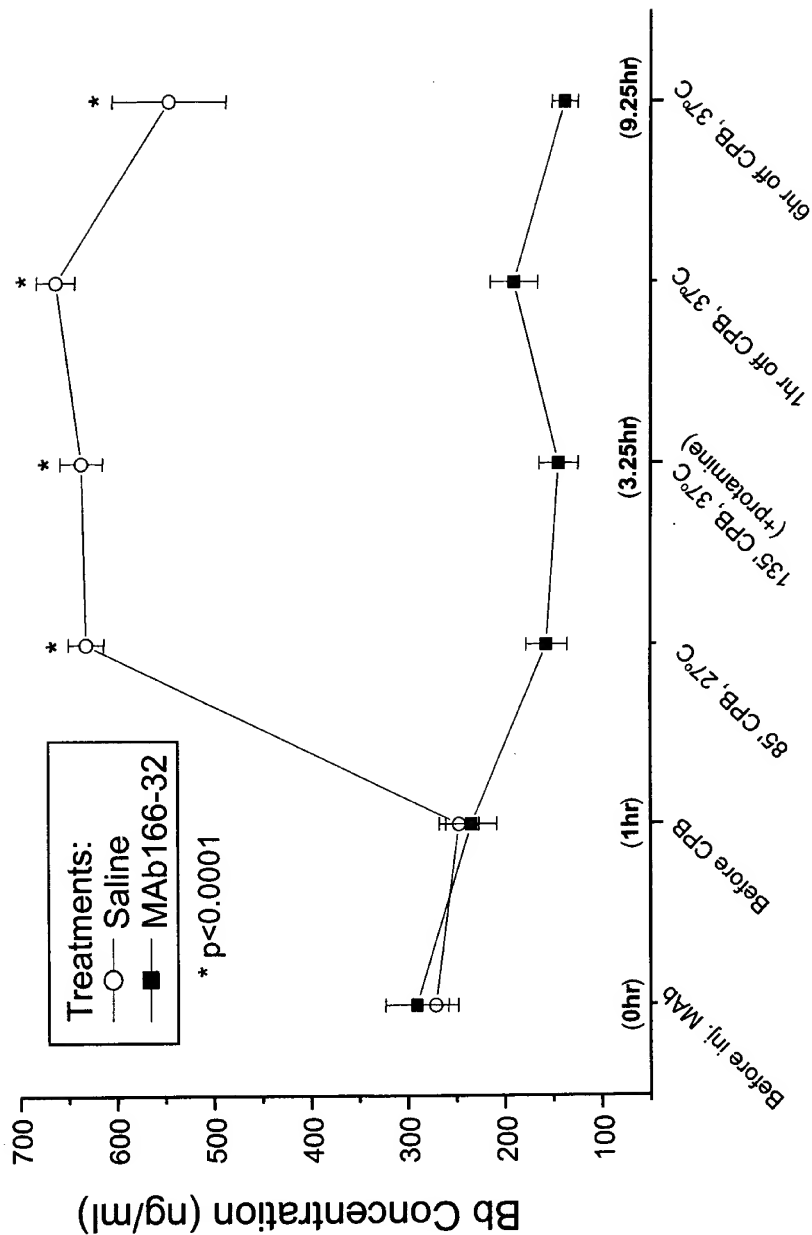 Bb Concentration (ng/ml)
700
600
500
400
300
200
100
Treatments:
Saline
MAb166-32
* p<0.0001
*
*
*
*
(0hr)
(1hr)
(3.25hr)
(9.25hr)
Before inj. MAb
Before CPB
85' CPB, 27°C
135' CPB, 37°C
(+protamine)
1hr off CPB, 37°C
6hr off CPB, 37°C